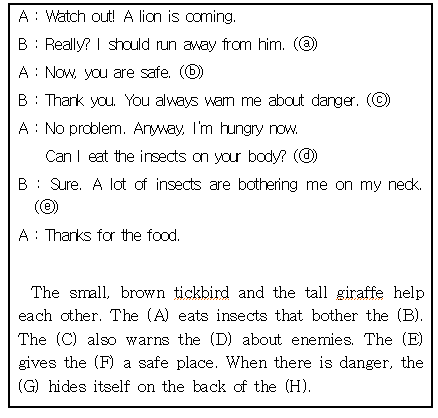 A : Watch out! A lion is coming.
B : Really? I should run away from him. (ⓐ)
A : Now, you are safe. (ⓑ)
B : Thank you. You always warn me about danger. (ⓒ)
A : No problem. Anyway, I'm hungry now.
Can I eat the insects on your body? (ⓓ)
B : Sure. A lot of insects are bothering me on my neck.
(ⓔ)
A : Thanks for the food.
The small, brown tickbird and the tall giraffe help
each other. The (A) eats insects that bother the (B).
The (C) also warns the (D) about enemies. The (E)
gives the (F) a safe place. When there is danger, the
(G) hides itself on the back of the (H).